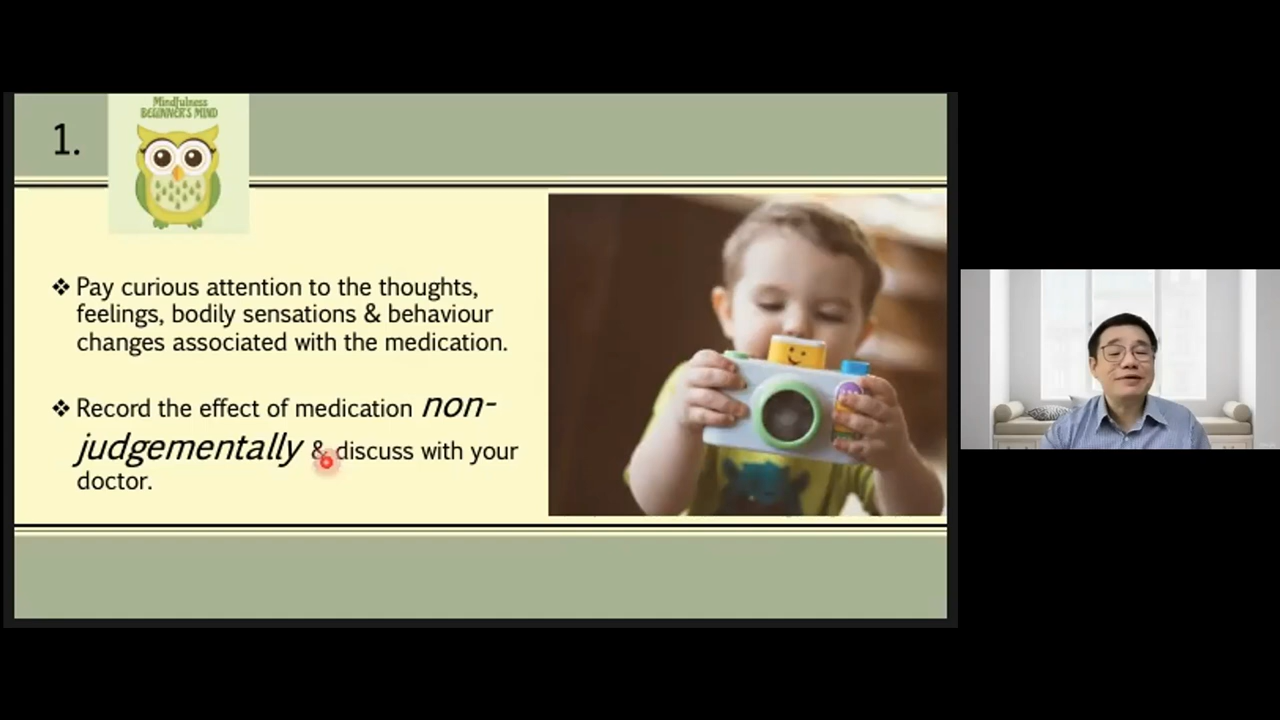 Mindfulness
BEGINNER'S MIND
1.
❖ Pay curious attention to the thoughts,
feelings, bodily sensations & behaviour
changes associated with the medication.
❖ Record the effect of medication non-
judgementally & discuss with your
doctor.